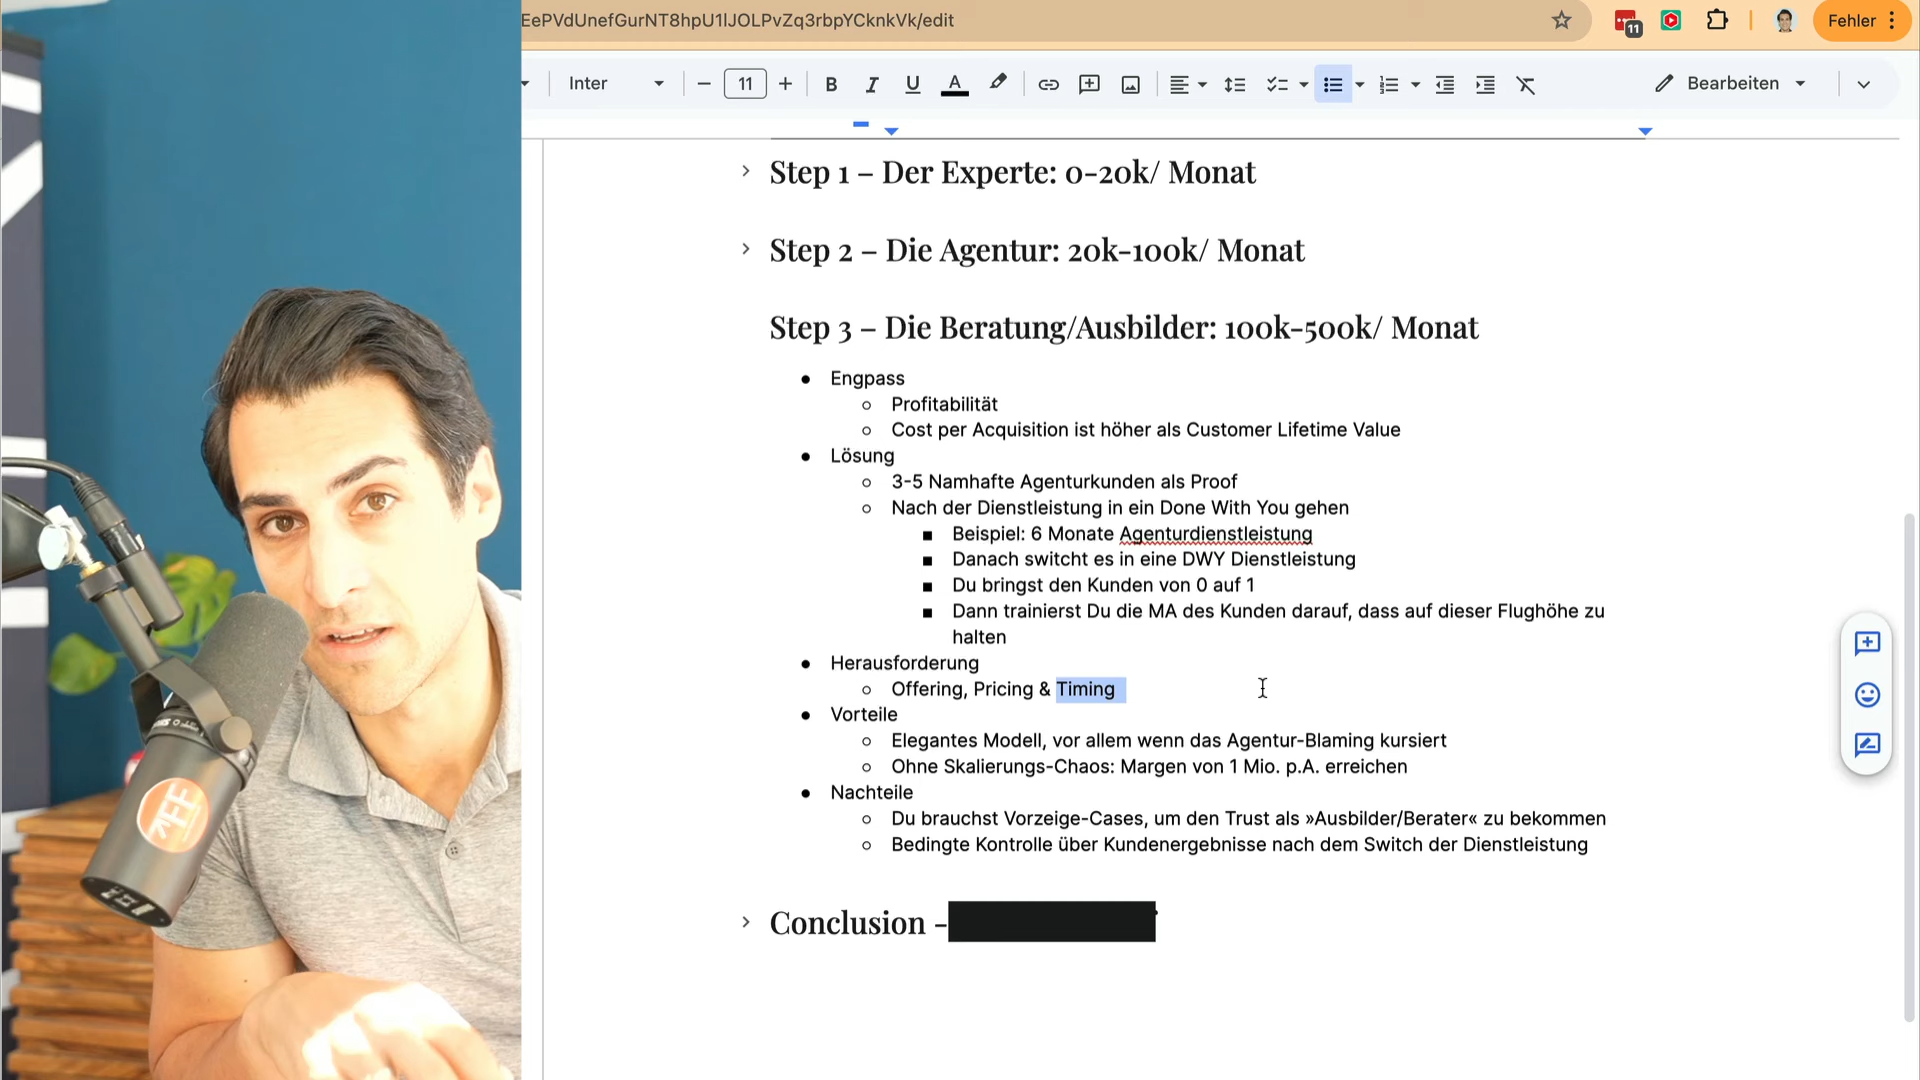 EePVdUnefGurNT8hpU1lJOLPvZq3rbpYCknkVk/edit
11
Fehler
Inter
11
B I U A
Bearbeiten
Step 1 – Der Experte: 0-20k/ Monat
Step 2 – Die Agentur: 20k-100k/ Monat
Step 3 – Die Beratung/Ausbilder: 100k-500k/ Monat
Engpass
Profitabilität
Cost per Acquisition ist höher als Customer Lifetime Value
Lösung
3-5 Namhafte Agenturkunden als Proof
Nach der Dienstleistung in ein Done With You gehen
Beispiel: 6 Monate Agenturdienstleistung
Danach switcht es in eine DWY Dienstleistung
Du bringst den Kunden von 0 auf 1
Dann trainierst Du die MA des Kunden darauf, dass auf dieser Flughöhe zu
halten
Herausforderung
Offering, Pricing & Timing
Vorteile
Elegantes Modell, vor allem wenn das Agentur-Blaming kursiert
Ohne Skalierungs-Chaos: Margen von 1 Mio. p.A. erreichen
Nachteile
Du brauchst Vorzeige-Cases, um den Trust als »Ausbilder/Berater« zu bekommen
Bedingte Kontrolle über Kundenergebnisse nach dem Switch der Dienstleistung
Conclusion –